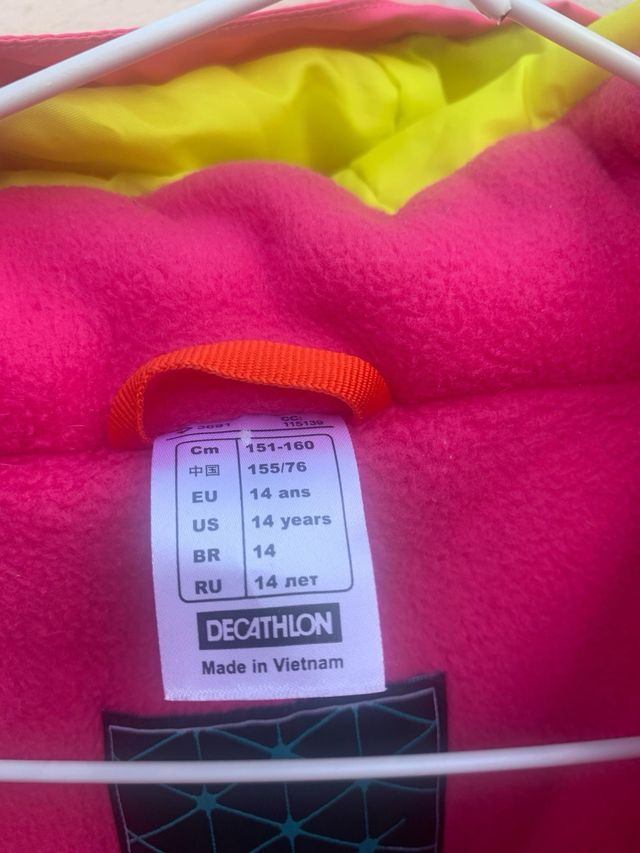 CC:
3691 115139
Cm 151-160
中国 155/76
EU 14 ans
US 14 years
BR 14
RU 14 лет
DECATHLON
Made in Vietnam